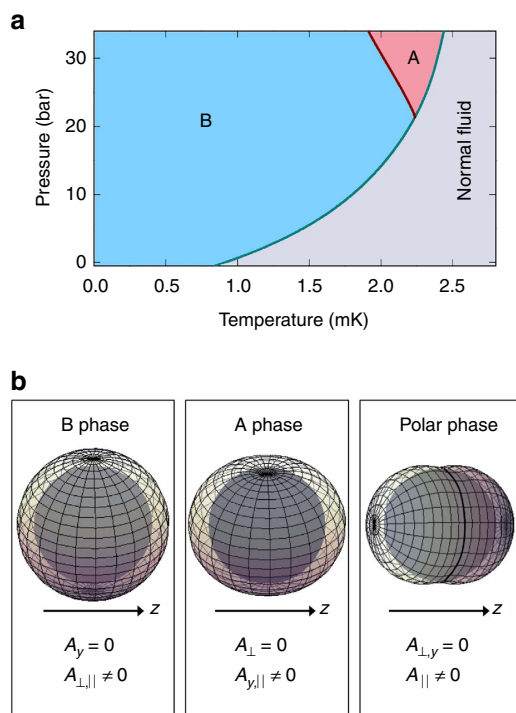 a
Pressure (bar)
30
20
10
0
B
A
Normal fluid
0.0 0.5 1.0 1.5 2.0 2.5
Temperature (mK)
b
B phase
A phase
Polar phase
z
z
z
A_y = 0
A_{⊥,||} ≠ 0
A_⊥ = 0
A_{y,||} ≠ 0
A_{⊥,y} = 0
A_{||} ≠ 0